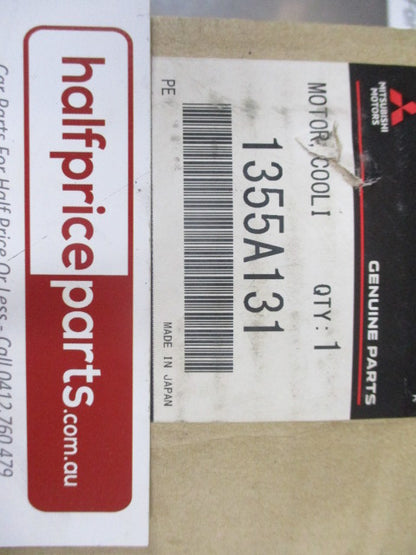 MITSUBISHI
MOTORS
GENUINE PARTS
MOTOR, COOLI
QTY: 1
1355A131
PE
MADE IN JAPAN
halfpriceparts.com.au
Car Parts For Half Price Or Less - Call 0412 760 479